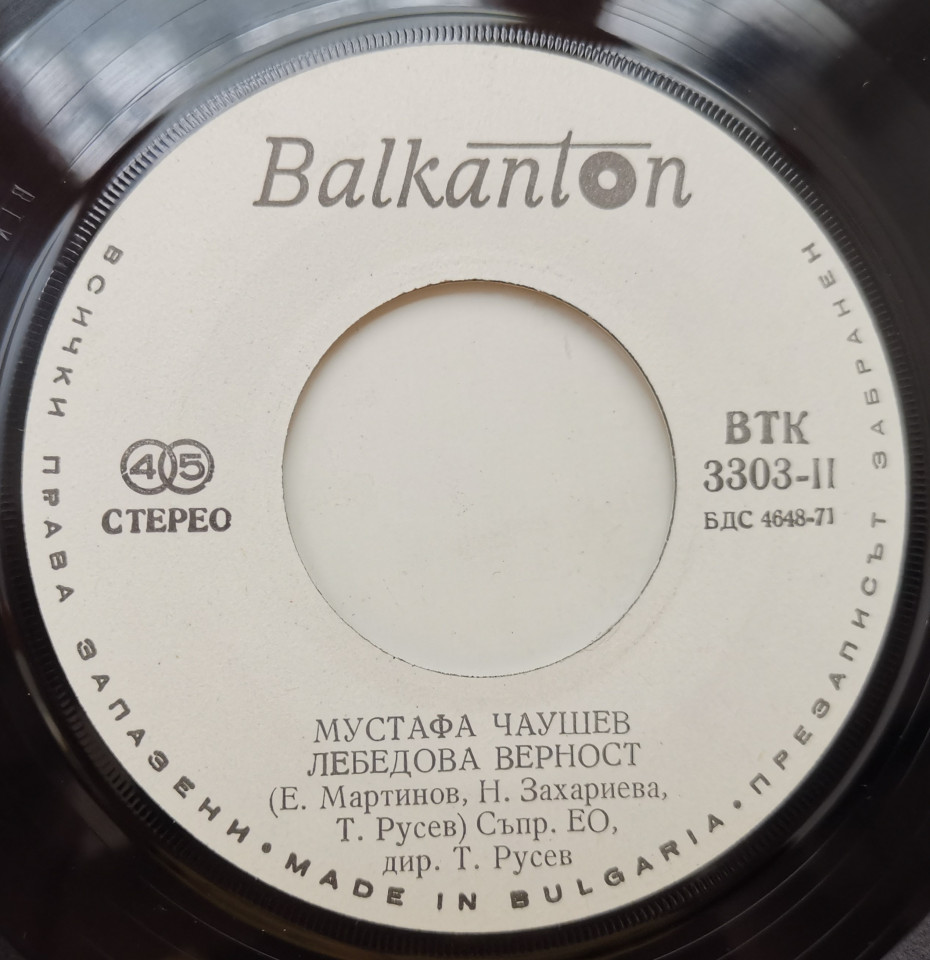 Balkanton
ВСИЧКИ ПРАВА ЗАПАЗЕНИ • MADE IN BULGARIA • ПРЕЗАПИСЪТ ЗАБРАНЕН
45
СТЕРЕО
ВТК
3303-II
БДС 4648-71
МУСТАФА ЧАУШЕВ
ЛЕБЕДОВА ВЕРНОСТ
(Е. Мартинов, Н. Захариева,
Т. Русев) Съпр. ЕО,
дир. Т. Русев